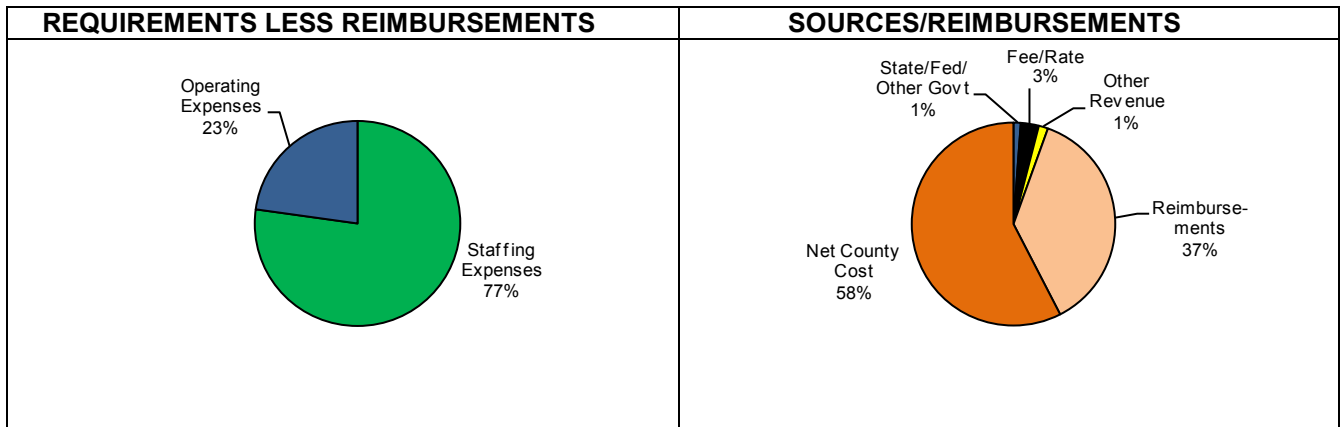 REQUIREMENTS LESS REIMBURSEMENTS
Operating
Expenses
23%
Staffing
Expenses
77%
SOURCES/REIMBURSEMENTS
State/Fed/
Other Govt
1%
Fee/Rate
3%
Other
Revenue
1%
Reimburse-
ments
37%
Net County
Cost
58%